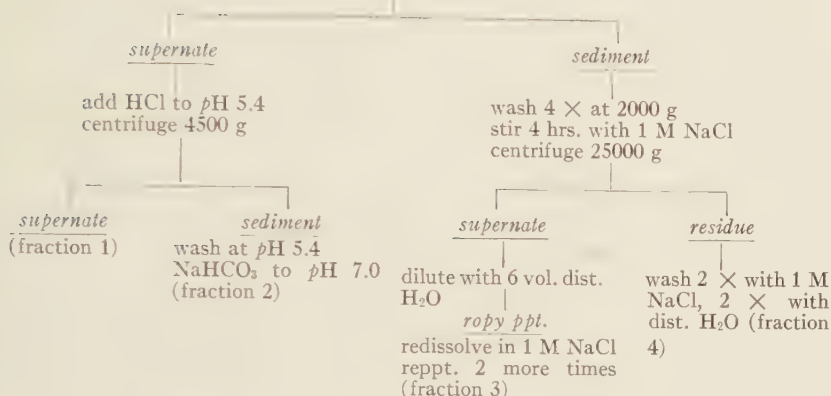 supernate
add HCl to pH 5.4
centrifuge 4500 g
sediment
wash 4 × at 2000 g
stir 4 hrs. with 1 M NaCl
centrifuge 25000 g
supernate
(fraction 1)
sediment
wash at pH 5.4
NaHCO₃ to pH 7.0
(fraction 2)
supernate
dilute with 6 vol. dist.
H₂O
ropy ppt.
redissolve in 1 M NaCl
reppt. 2 more times
(fraction 3)
residue
wash 2 × with 1 M
NaCl, 2 × with
dist. H₂O (fraction
4)